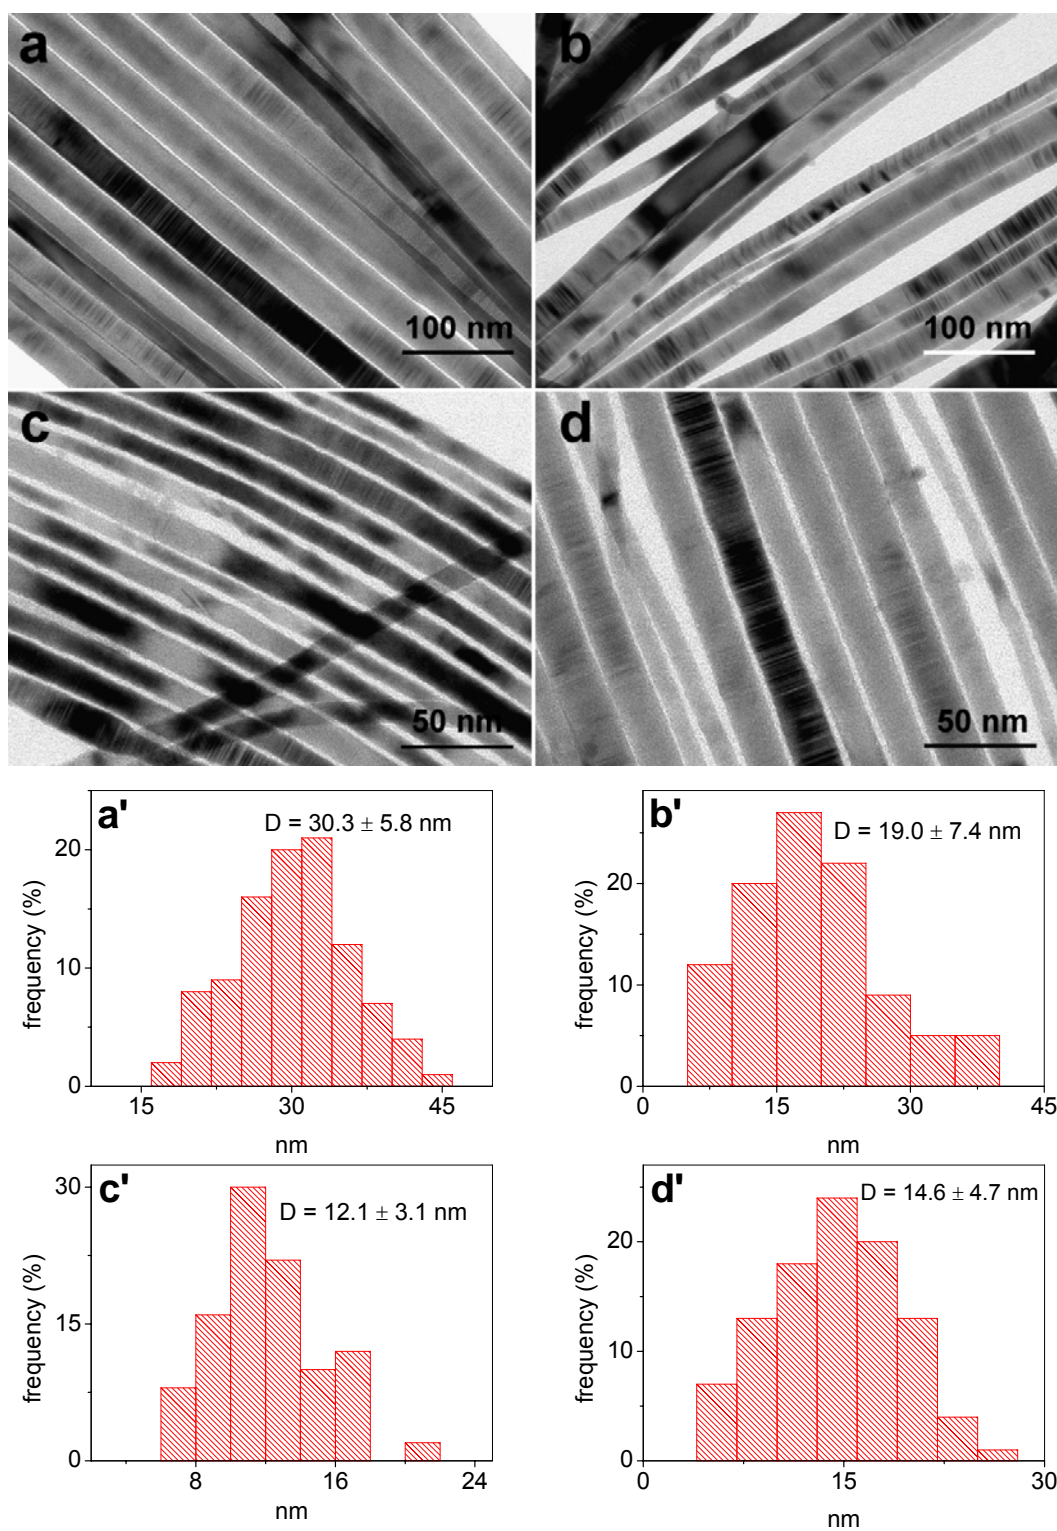 a
b
100 nm
100 nm
c
d
50 nm
50 nm
a'
D = 30.3 ± 5.8 nm
20
10
0
frequency (%)
15
30
45
nm
b'
D = 19.0 ± 7.4 nm
20
10
0
frequency (%)
0
15
30
45
nm
c'
D = 12.1 ± 3.1 nm
30
15
0
frequency (%)
8
16
24
nm
d'
D = 14.6 ± 4.7 nm
20
10
0
frequency (%)
0
15
30
nm